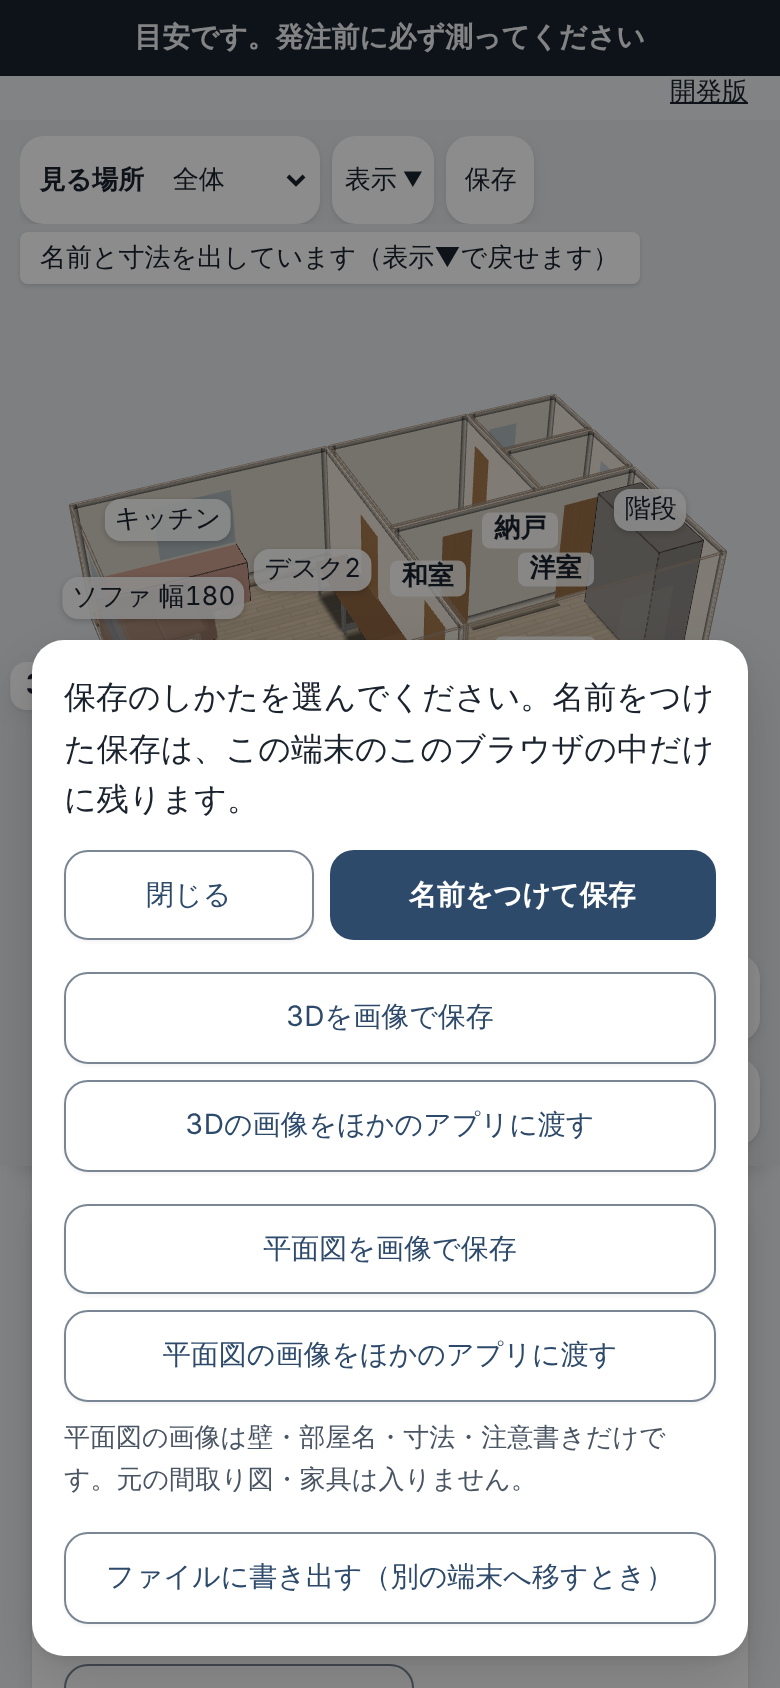 目安です。発注前に必ず測ってください
開発版
見る場所 全体
表示▼
保存
名前と寸法を出しています（表示▼で戻せます）
キッチン
階段
納戸
デスク2
和室
洋室
ソファ 幅180
保存のしかたを選んでください。名前をつけ
た保存は、この端末のこのブラウザの中だけ
に残ります。
閉じる
名前をつけて保存
3Dを画像で保存
3Dの画像をほかのアプリに渡す
平面図を画像で保存
平面図の画像をほかのアプリに渡す
平面図の画像は壁・部屋名・寸法・注意書きだけで
す。元の間取り図・家具は入りません。
ファイルに書き出す（別の端末へ移すとき）